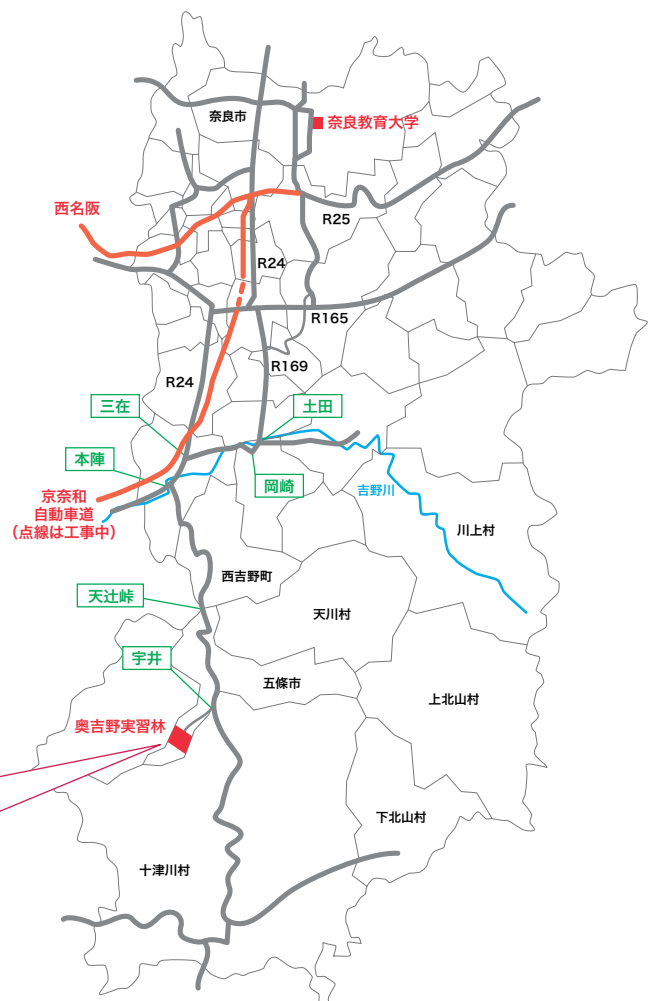 奈良市
奈良教育大学
西名阪
R25
R24
R165
R169
R24
三在
土田
本陣
岡崎
京奈和
自動車道
（点線は工事中）
吉野川
川上村
西吉野町
天辻峠
天川村
宇井
五條市
上北山村
奥吉野実習林
下北山村
十津川村